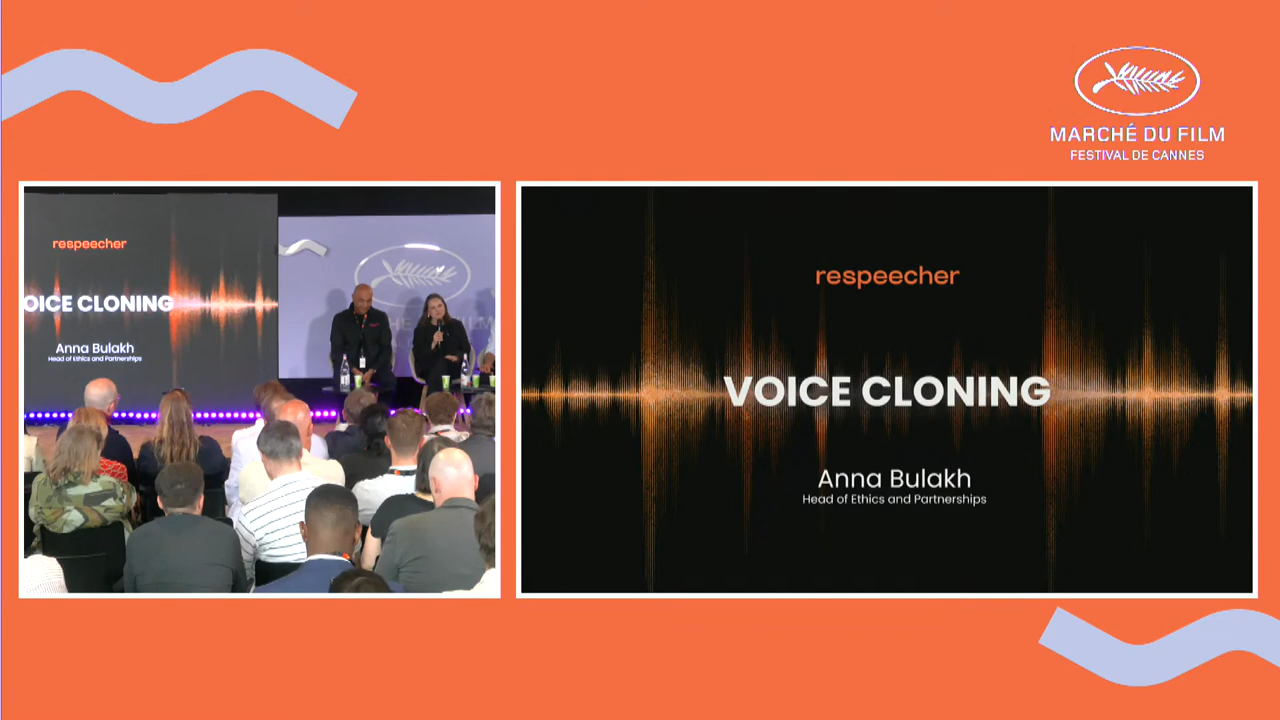 MARCHÉ DU FILM
FESTIVAL DE CANNES
respeecher
OICE CLONING
Anna Bulakh
Head of Ethics and Partnerships
respeecher
VOICE CLONING
Anna Bulakh
Head of Ethics and Partnerships